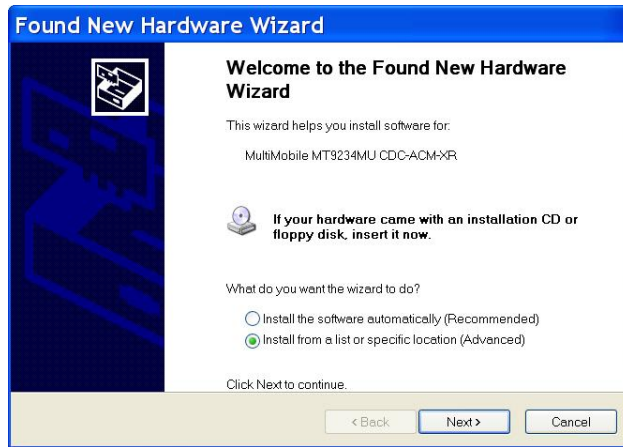 Found New Hardware Wizard
Welcome to the Found New Hardware
Wizard
This wizard helps you install software for:
MultiMobile MT9234MU CDC-ACM-XR
If your hardware came with an installation CD or
floppy disk, insert it now.
What do you want the wizard to do?
Install the software automatically (Recommended)
Install from a list or specific location (Advanced)
Click Next to continue.
< Back
Next >
Cancel